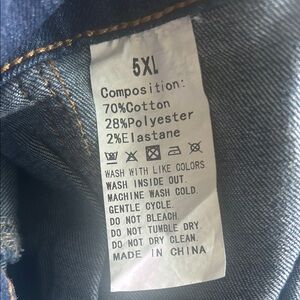 5XL
Composition:
70%Cotton
28%Polyester
2%Elastane
WASH WITH LIKE COLORS
WASH INSIDE OUT.
MACHINE WASH COLD.
GENTLE CYCLE.
DO NOT BLEACH.
DO NOT TUMBLE DRY.
DO NOT DRY CLEAN.
MADE IN CHINA